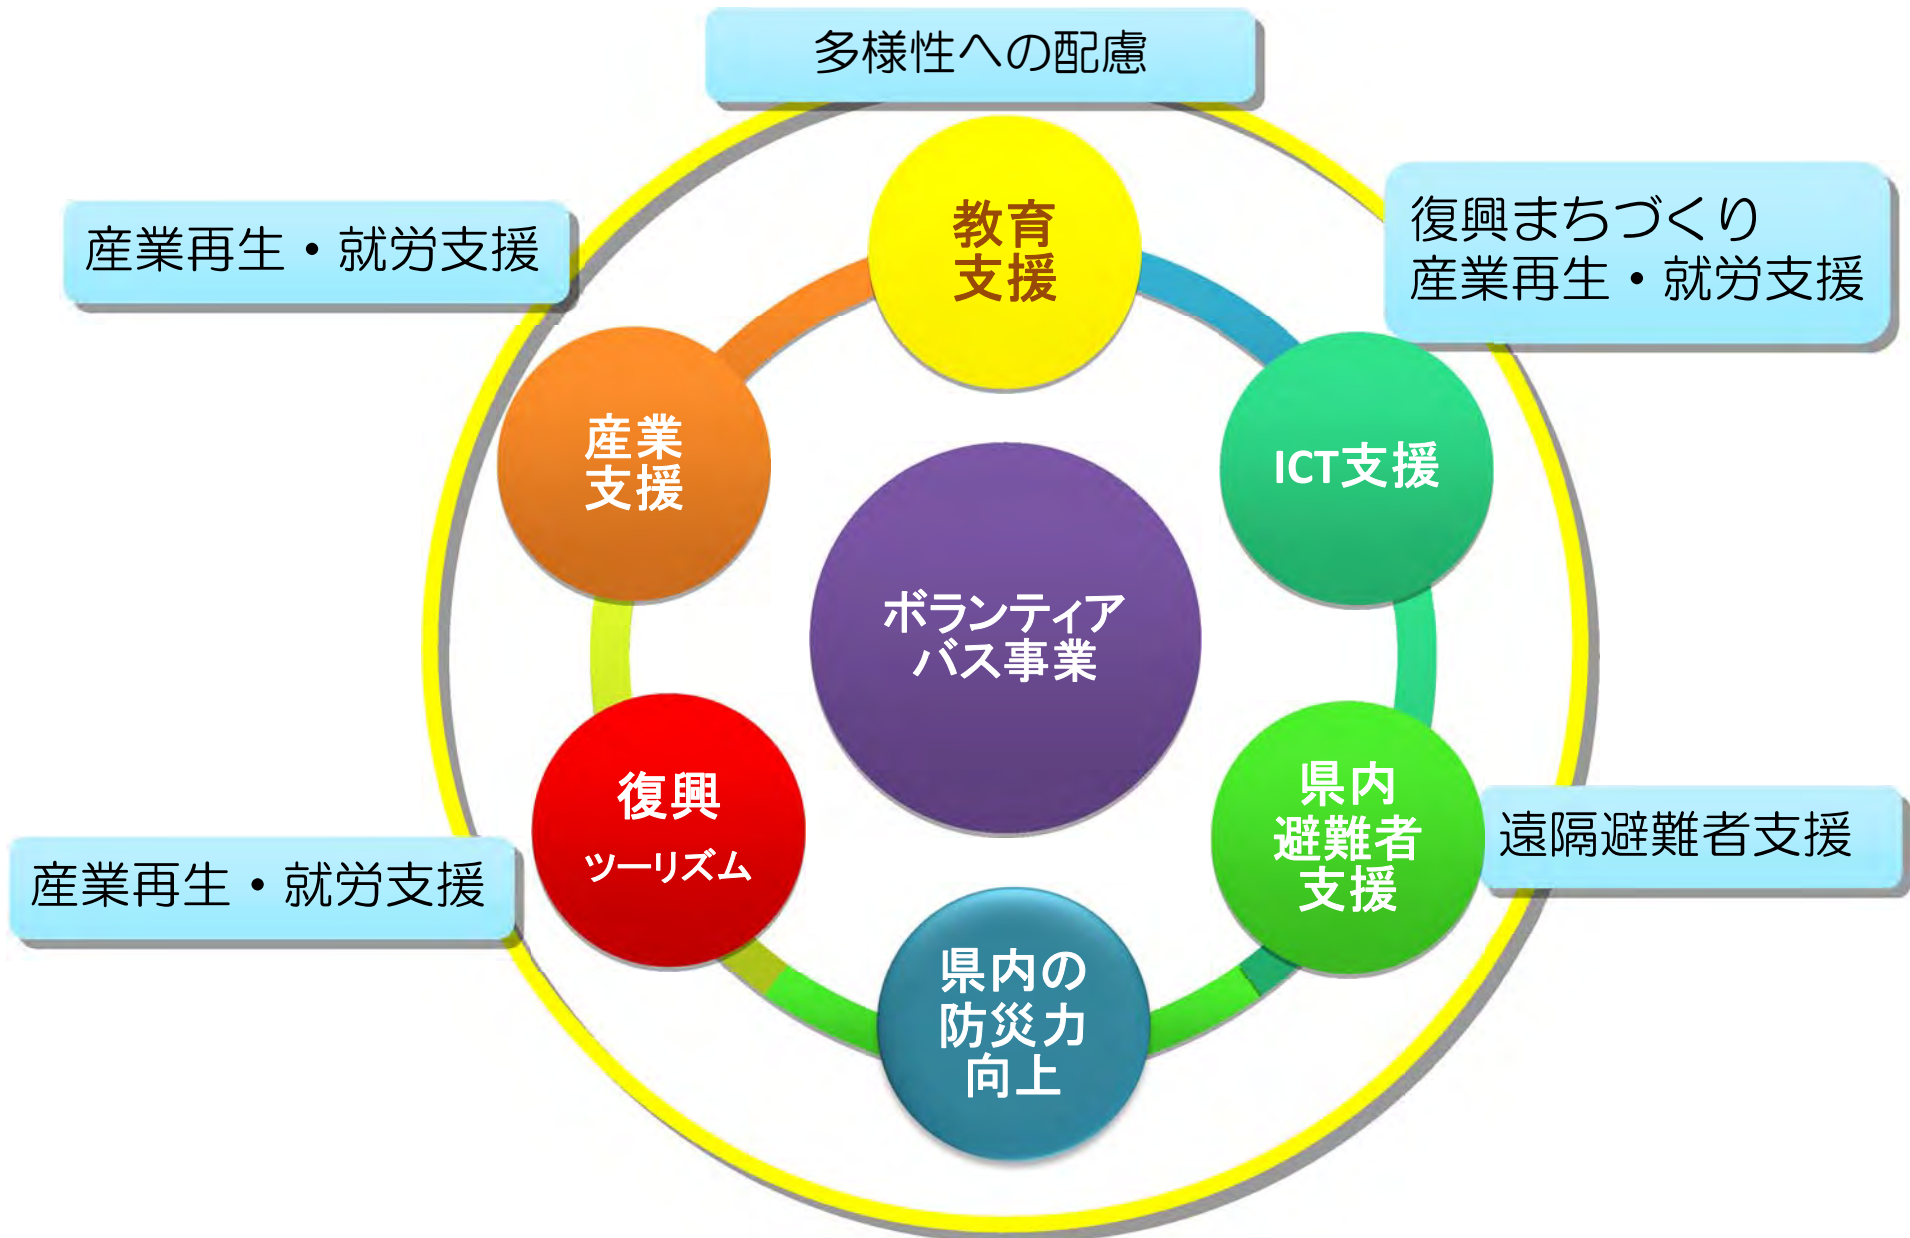 多様性への配慮
産業再生・就労支援
復興まちづくり
産業再生・就労支援
教育
支援
産業
支援
ICT支援
ボランティア
バス事業
復興
ツーリズム
県内
避難者
支援
遠隔避難者支援
産業再生・就労支援
県内の
防災力
向上